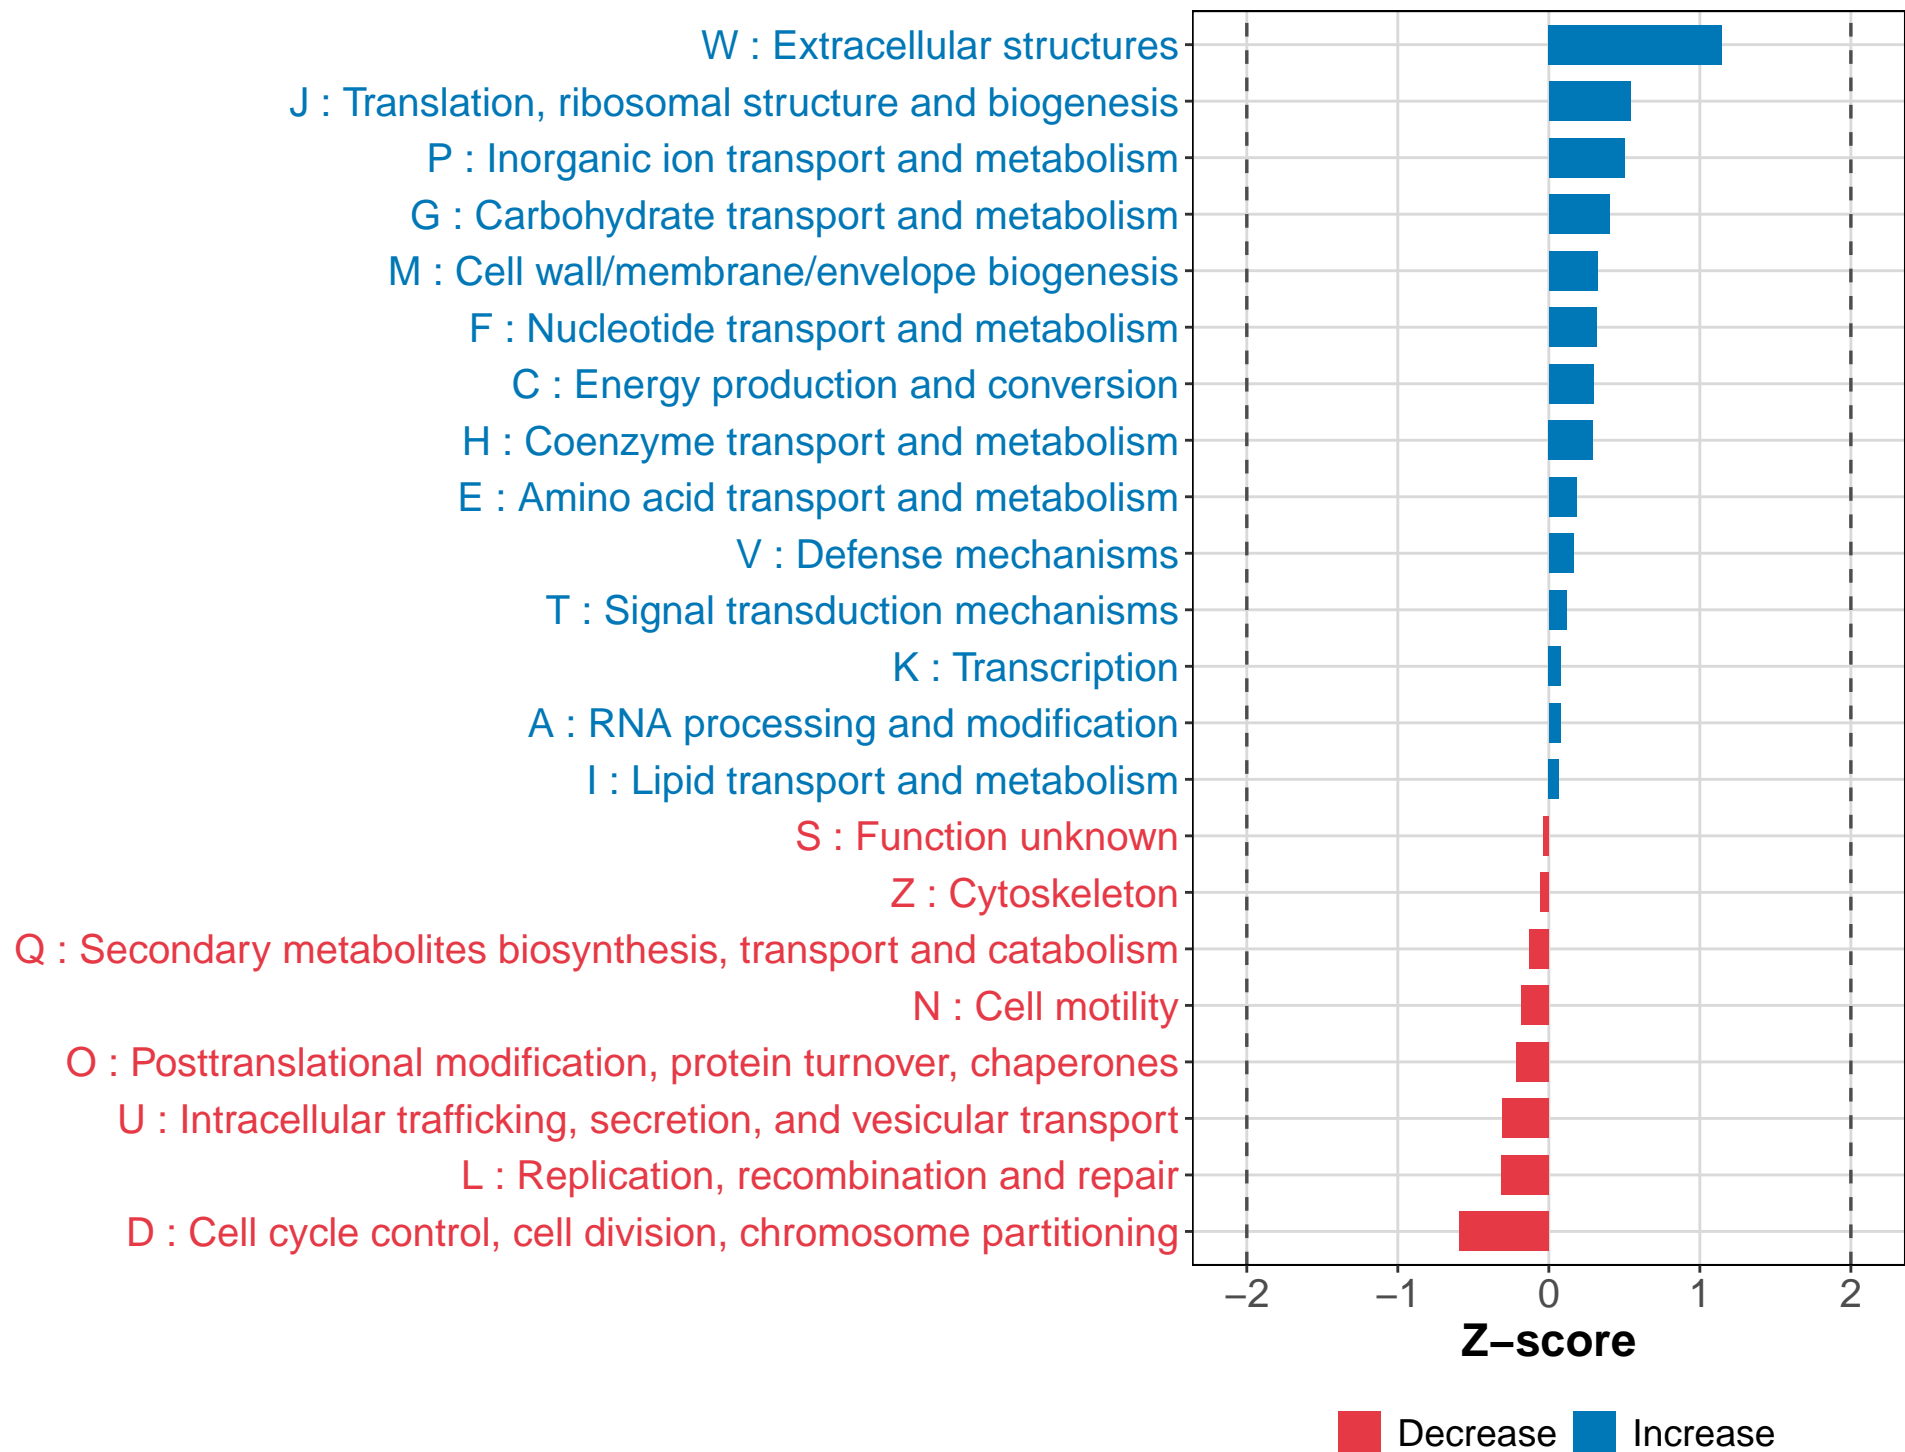 W : Extracellular structures
J : Translation, ribosomal structure and biogenesis
P : Inorganic ion transport and metabolism
G : Carbohydrate transport and metabolism
M : Cell wall/membrane/envelope biogenesis
F : Nucleotide transport and metabolism
C : Energy production and conversion
H : Coenzyme transport and metabolism
E : Amino acid transport and metabolism
V : Defense mechanisms
T : Signal transduction mechanisms
K : Transcription
A : RNA processing and modification
I : Lipid transport and metabolism
S : Function unknown
Z : Cytoskeleton
Q : Secondary metabolites biosynthesis, transport and catabolism
N : Cell motility
O : Posttranslational modification, protein turnover, chaperones
U : Intracellular trafficking, secretion, and vesicular transport
L : Replication, recombination and repair
D : Cell cycle control, cell division, chromosome partitioning
−2 −1 0 1 2
Z−score
Decrease Increase